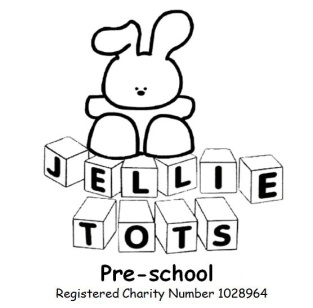 JELLIE
TOTS
Pre-school
Registered Charity Number 1028964